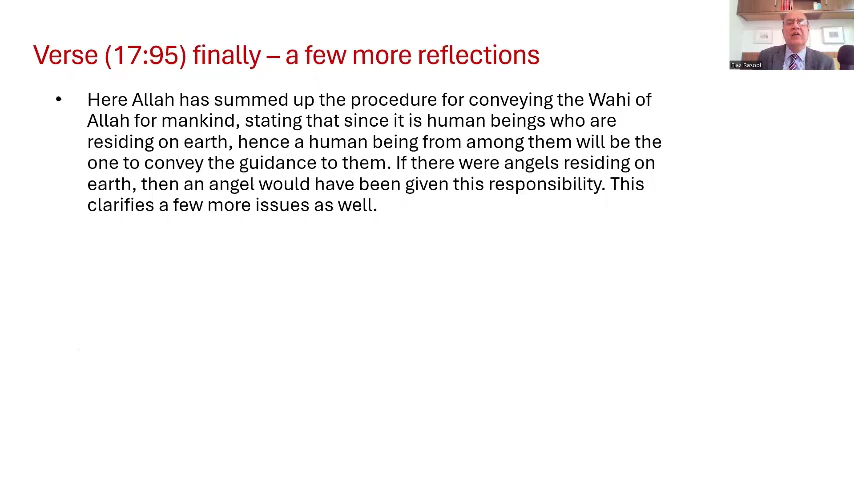 Verse (17:95) finally – a few more reflections
• Here Allah has summed up the procedure for conveying the Wahi of
Allah for mankind, stating that since it is human beings who are
residing on earth, hence a human being from among them will be the
one to convey the guidance to them. If there were angels residing on
earth, then an angel would have been given this responsibility. This
clarifies a few more issues as well.